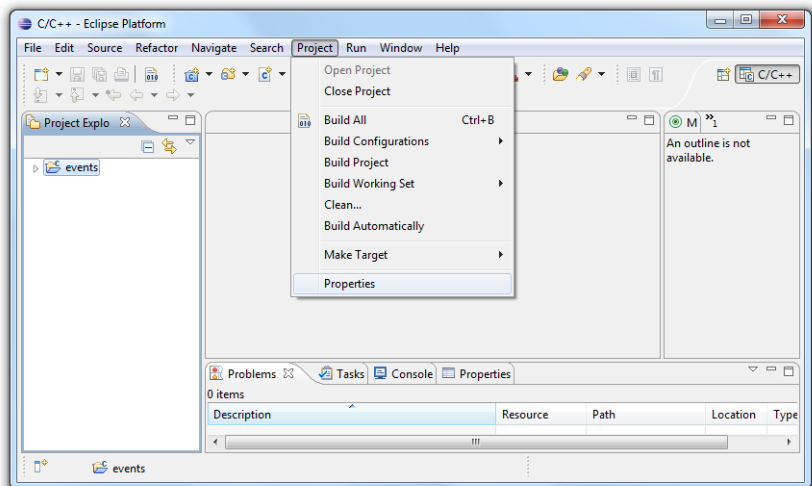 C/C++ - Eclipse Platform
File Edit Source Refactor Navigate Search Project Run Window Help
C/C++
Open Project
Close Project
Build All Ctrl+B
Build Configurations
Build Project
Build Working Set
Clean...
Build Automatically
Make Target
Properties
Project Explo
events
M »1
An outline is not
available.
Problems Tasks Console Properties
0 items
Description Resource Path Location Type
events